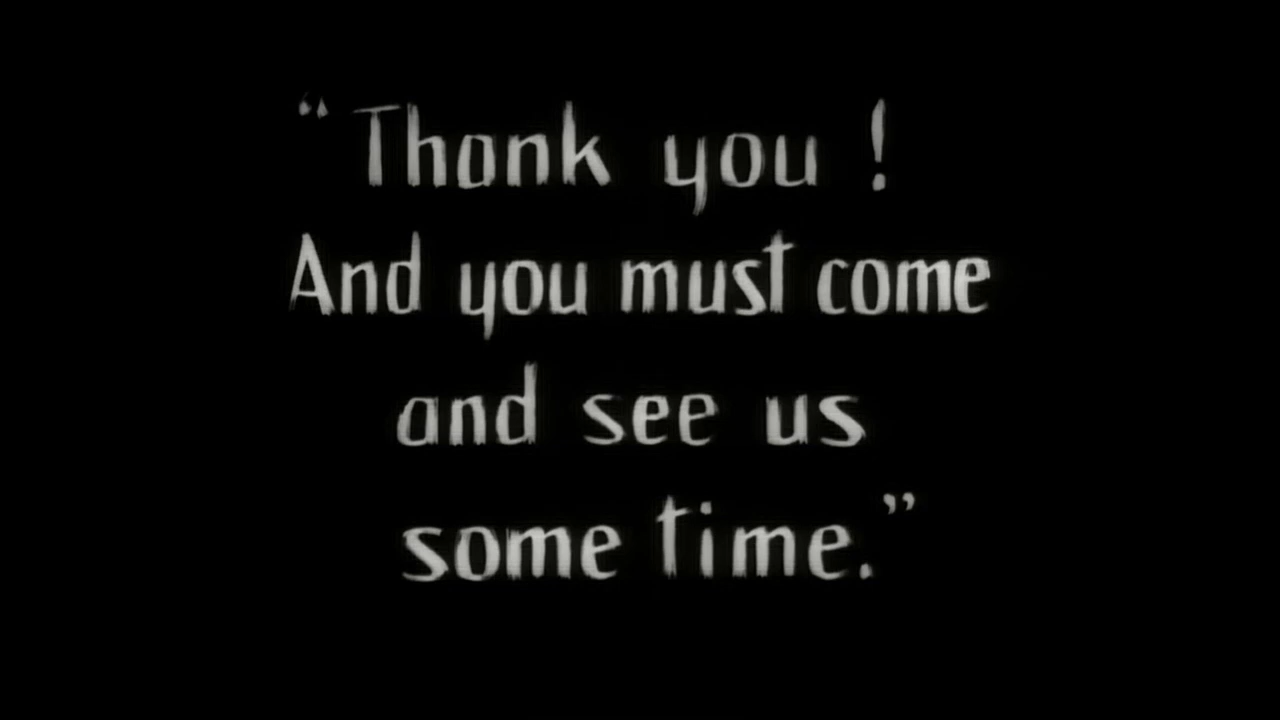 “Thank you !
And you must come
and see us
some time.”